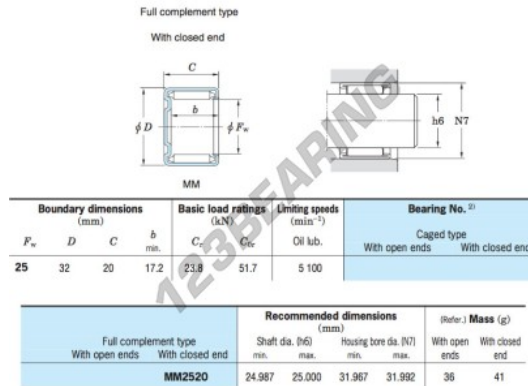 Full complement type
With closed end
C
b
φD
φFw
h6
N7
MM
123BEARING
Boundary dimensions Basic load ratings Limiting speeds Bearing No. 2)
(mm) (kN) (min−1)
Fw D C b min. Cr C0r Oil lub. Caged type
With open ends With closed end
25 32 20 17.2 23.8 51.7 5 100
Recommended dimensions (Refer.) Mass (g)
(mm)
Full complement type Shaft dia. (h6) Housing bore dia. (N7) With open ends With closed end
With open ends With closed end min. max. min. max.
MM2520 24.987 25.000 31.967 31.992 36 41